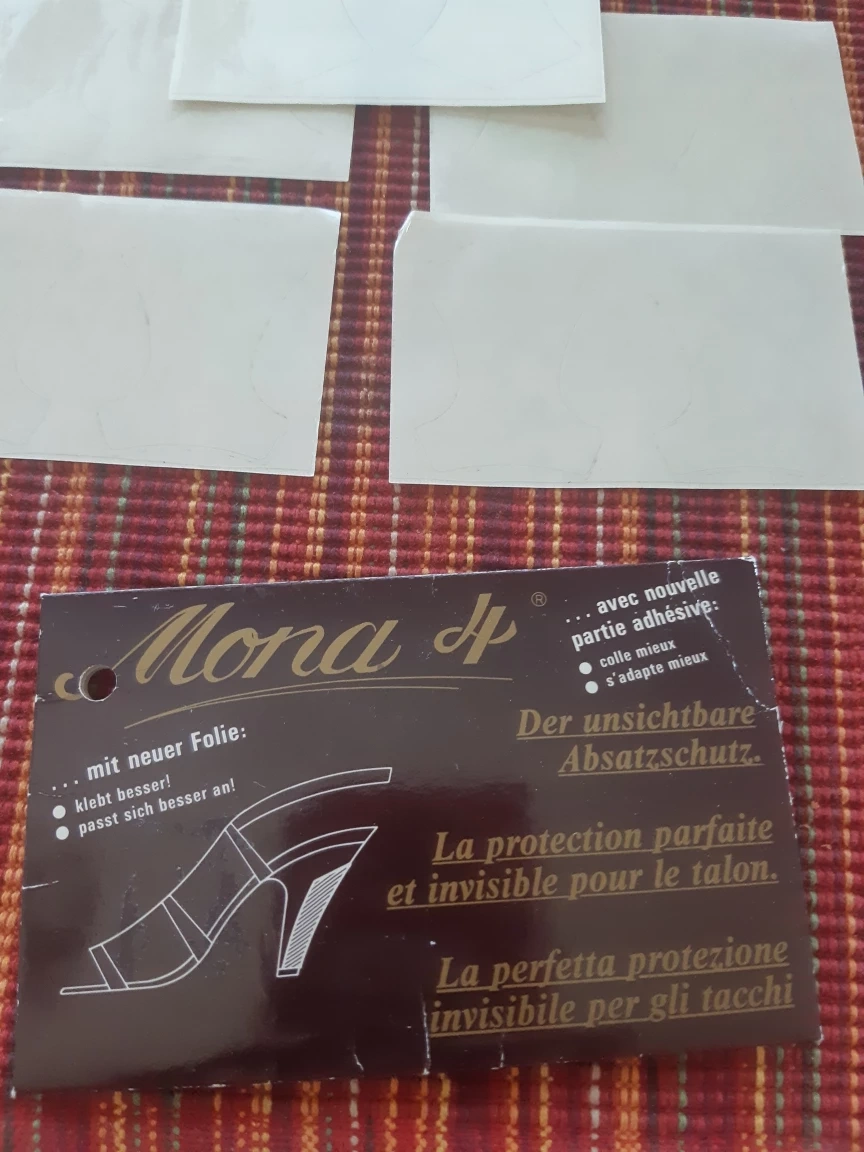 Mona 4 ®
... avec nouvelle
partie adhésive:
● colle mieux
● s'adapte mieux
... mit neuer Folie:
● klebt besser!
● passt sich besser an!
Der unsichtbare
Absatzschutz.
La protection parfaite
et invisible pour le talon.
La perfetta protezione
invisibile per gli tacchi